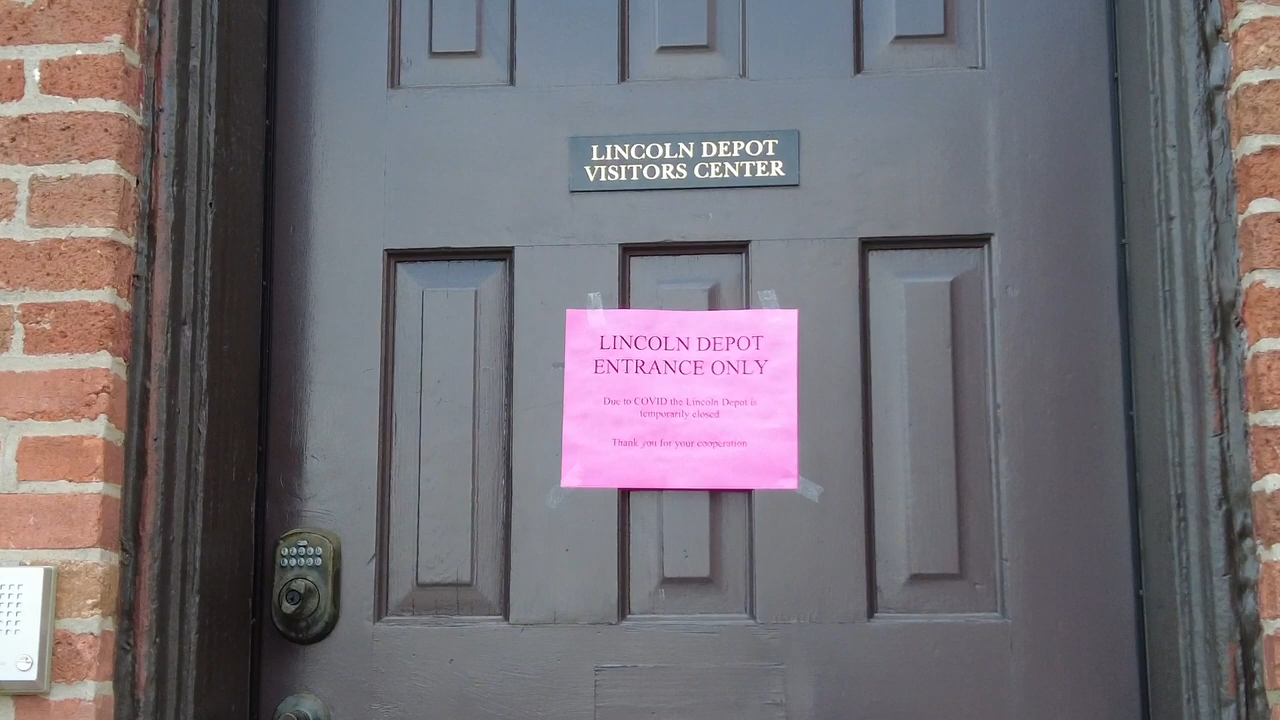 LINCOLN DEPOT
VISITORS CENTER
LINCOLN DEPOT
ENTRANCE ONLY
Due to COVID the Lincoln Depot is
temporarily closed
Thank you for your cooperation